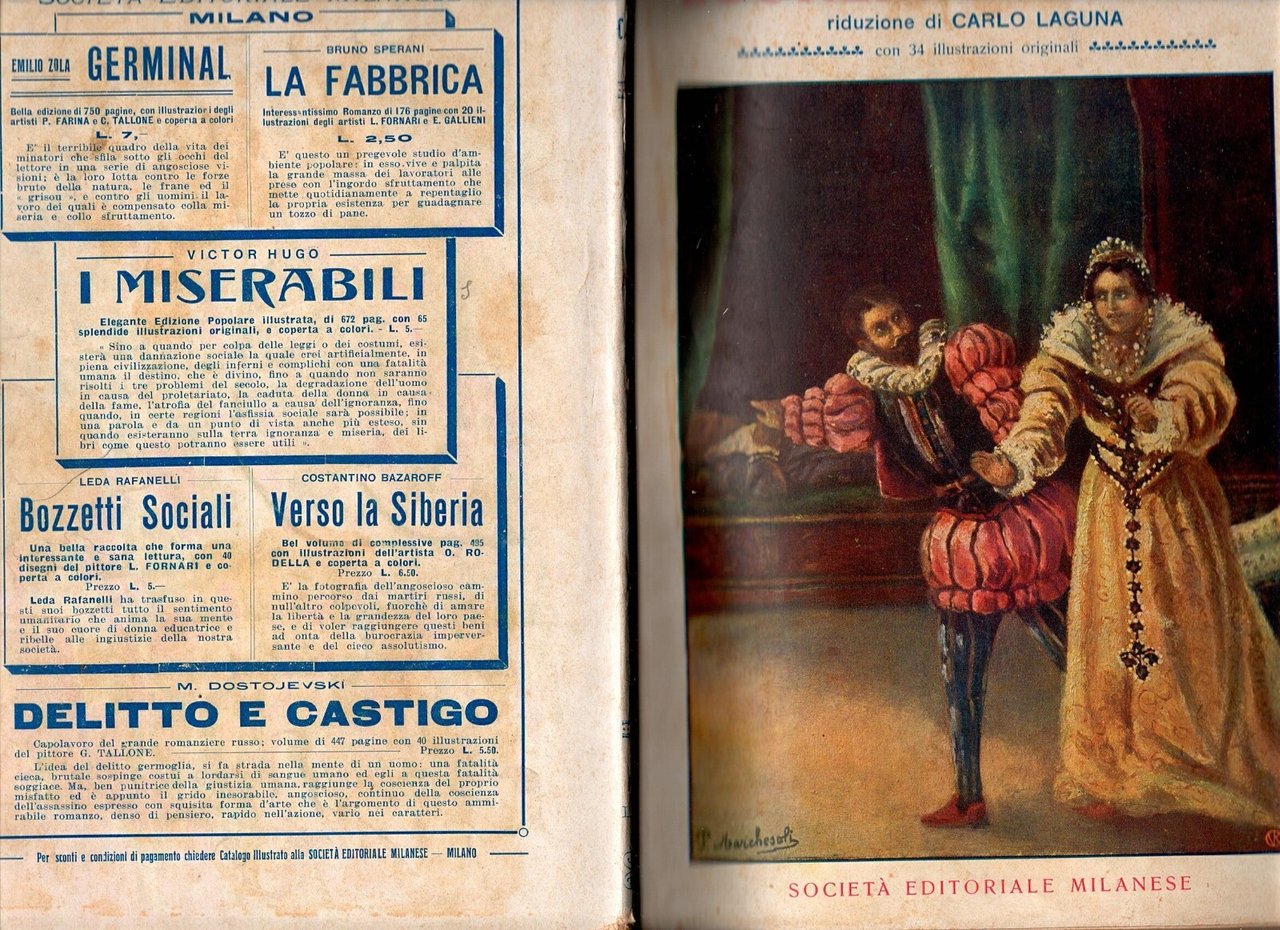 SOCIETÀ EDITORIALE MILANESE
MILANO
EMILIO ZOLA GERMINAL
Bella edizione di 750 pagine, con illustrazioni degli
artisti P. FARINA e C. TALLONE e coperta a colori
L. 7,-
E' il terribile quadro della vita dei
minatori che sfila sotto gli occhi del
lettore in una serie di angosciose vi-
sioni; è la loro lotta contro le forze
brute della natura, le frane ed il
« grisou », e contro gli uomini il la-
voro dei quali è compensato colla mi-
seria e collo sfruttamento.
BRUNO SPERANI
LA FABBRICA
Interessantissimo Romanzo di 176 pagine con 20 il-
lustrazioni degli artisti L. FORNARI e E. GALLIENI
L. 2,50
E' questo un pregevole studio d'am-
biente popolare: in esso vive e palpita
la grande massa dei lavoratori alle
prese con l'ingordo sfruttamento che
mette quotidianamente a repentaglio
la propria esistenza per guadagnare
un tozzo di pane.
VICTOR HUGO
I MISERABILI
Elegante Edizione Popolare illustrata, di 672 pag. con 65
splendide illustrazioni originali, e coperta a colori. - L. 5.—
« Sino a quando per colpa delle leggi o dei costumi, esi-
sterà una dannazione sociale la quale crei artificialmente, in
piena civilizzazione, degli inferni e complichi con una fatalità
umana il destino, che è divino, fino a quando non saranno
risolti i tre problemi del secolo, la degradazione dell'uomo
in causa del proletariato, la caduta della donna in causa
della fame, l'atrofia del fanciullo a causa dell'ignoranza, fino
quando, in certe regioni l'asfissia sociale sarà possibile; in
una parola e da un punto di vista anche più esteso, sin
quando esisteranno sulla terra ignoranza e miseria, dei li-
bri come questo potranno essere utili ».
LEDA RAFANELLI
Bozzetti Sociali
Una bella raccolta che forma una
interessante e sana lettura, con 40
disegni del pittore L. FORNARI e co-
perta a colori.
Prezzo L. 5.—
Leda Rafanelli ha trasfuso in que-
sti suoi bozzetti tutto il sentimento
umanitario che anima la sua mente
e il suo cuore di donna educatrice e
ribelle alle ingiustizie della nostra
società.
COSTANTINO BAZAROFF
Verso la Siberia
Bel volume di complessive pag. 495
con illustrazioni dell'artista O. RO-
DELLA e coperta a colori.
Prezzo L. 6.50.
E' la fotografia dell'angoscioso cam-
mino percorso dai martiri russi, di
null'altro colpevoli, fuorchè di amare
la libertà e la grandezza del loro pae-
se, e di voler raggiungere questi beni
ad onta della burocrazia imperver-
sante e del cieco assolutismo.
M. DOSTOJEVSKI
DELITTO E CASTIGO
Capolavoro del grande romanziere russo; volume di 447 pagine con 40 illustrazioni
del pittore G. TALLONE. Prezzo L. 5.50.
L'idea del delitto germoglia, si fa strada nella mente di un uomo: una fatalità
cieca, brutale sospinge costui a lordarsi di sangue umano ed egli a questa fatalità
soggiace. Ma, ben punitrice della giustizia umana, raggiunge la coscienza del proprio
misfatto ed è appunto il grido inesorabile, angoscioso, continuo della coscienza
dell'assassino espresso con squisita forma d'arte che è l'argomento di questo ammi-
rabile romanzo, denso di pensiero, rapido nell'azione, vario nei caratteri.
Per sconti e condizioni di pagamento chiedere Catalogo Illustrato alla SOCIETÀ EDITORIALE MILANESE — MILANO
riduzione di CARLO LAGUNA
con 34 illustrazioni originali
P. Marchesoli
SOCIETÀ EDITORIALE MILANESE